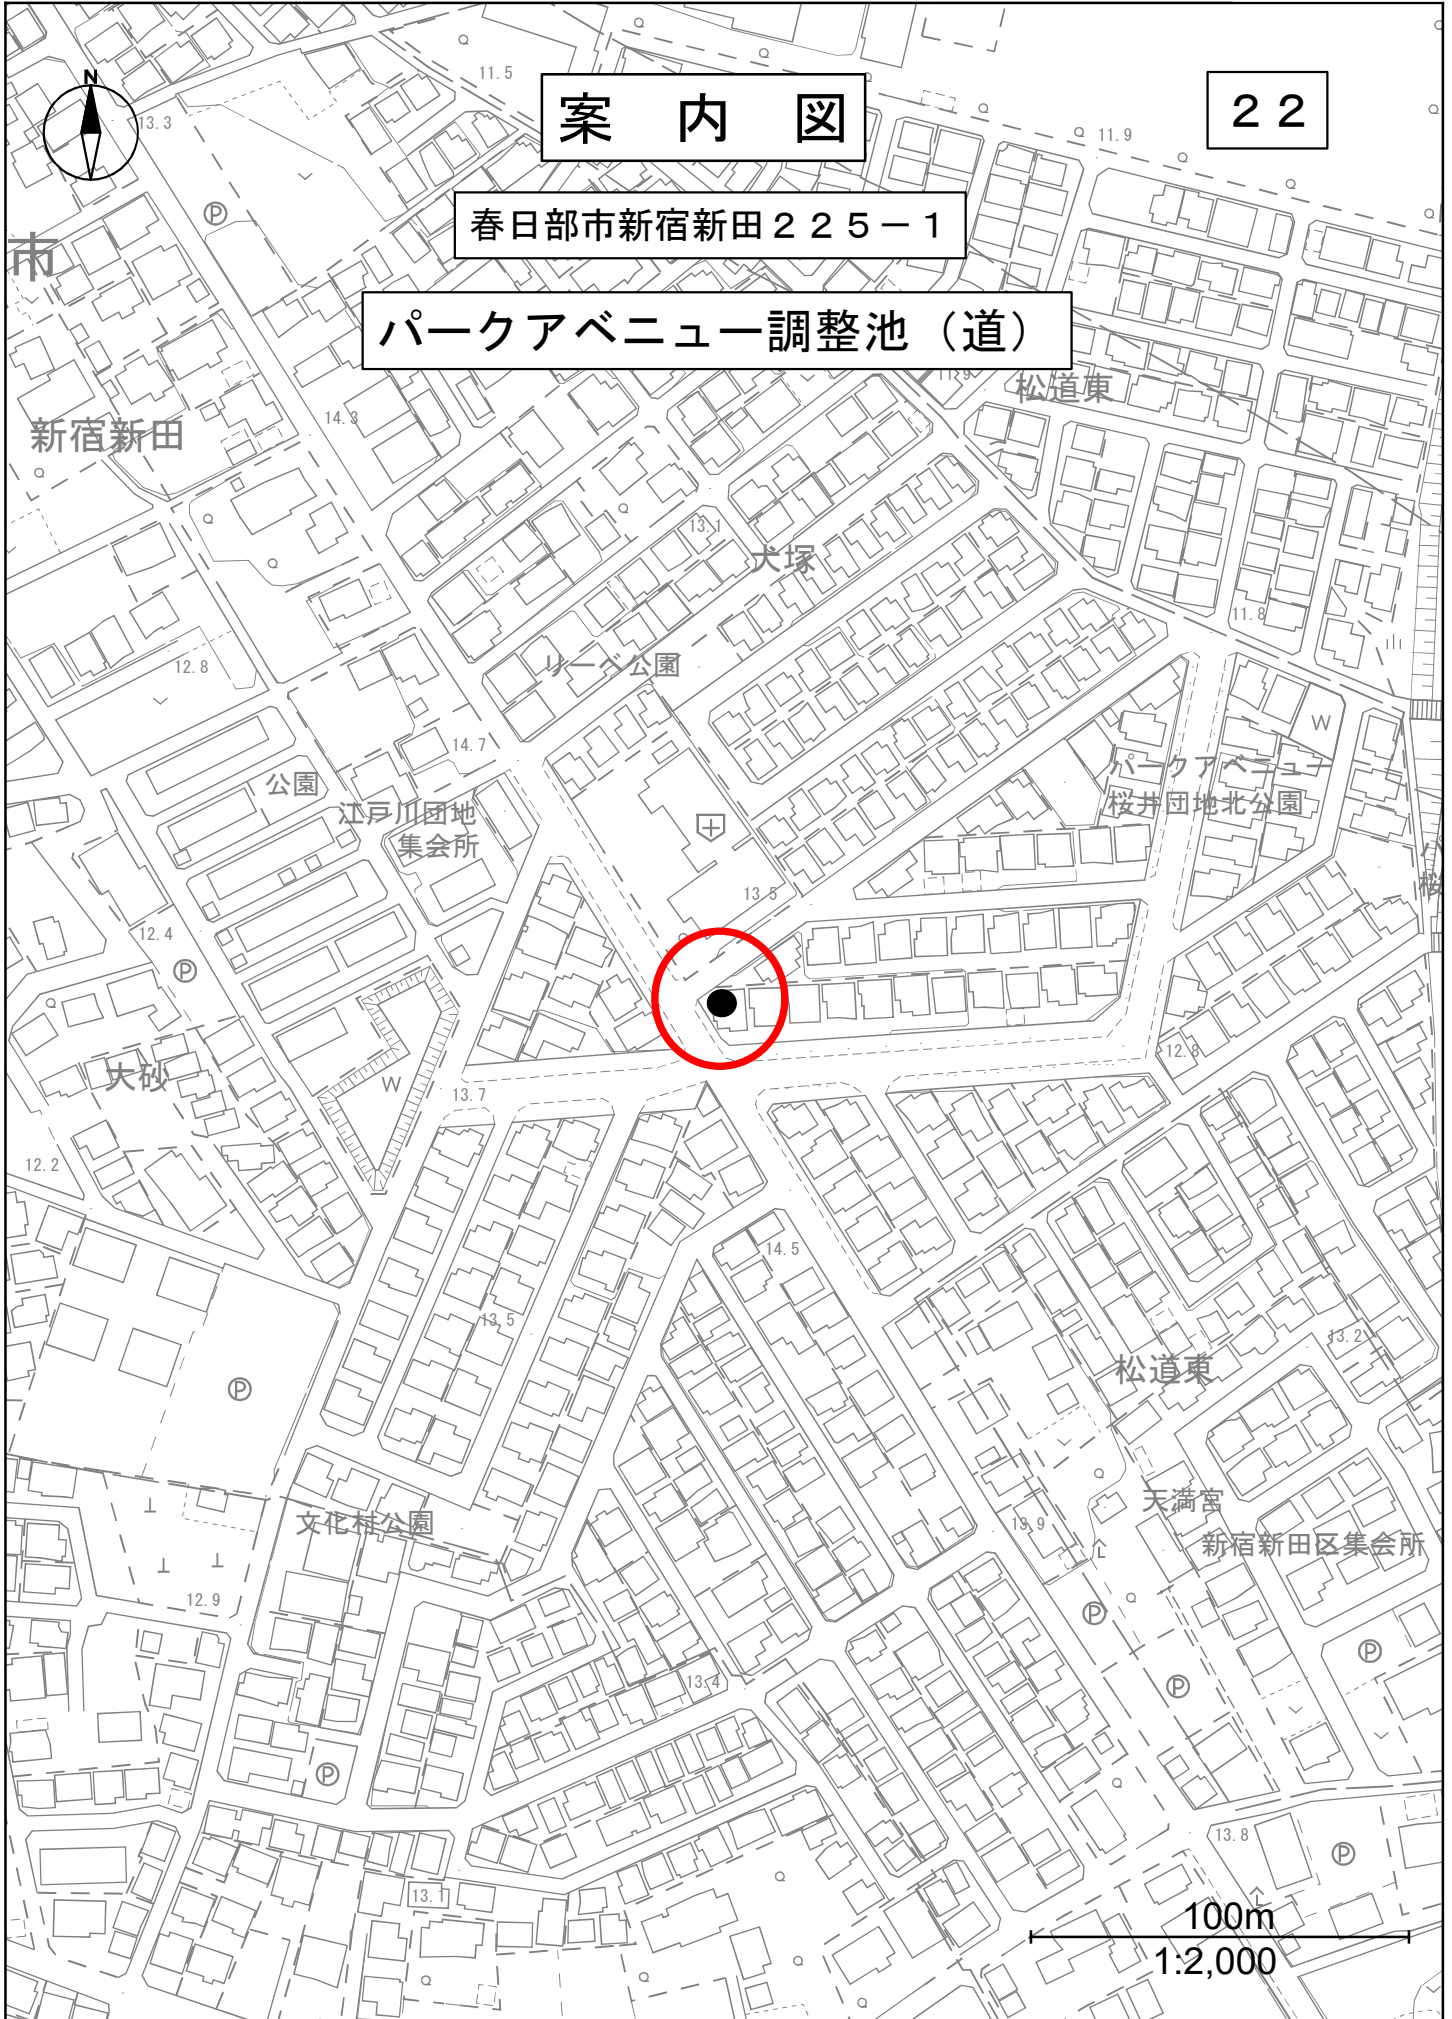 N
案　内　図
２２
春日部市新宿新田２２５－１
パークアベニュー調整池（道）
11.5
11.9
13.3
Ⓟ
市
11.9
松道東
新宿新田
14.3
13.1
犬塚
11.8
リーベ公園
12.8
14.7
W
公園
パークアベニュー
桜井団地北公園
江戸川団地
集会所
13.5
12.4
Ⓟ
大砂
W
13.7
12.8
12.2
14.5
13.5
13.2
松道東
Ⓟ
天満宮
文化村公園
13.9
新宿新田区集会所
12.9
Ⓟ
Ⓟ
13.4
Ⓟ
Ⓟ
13.8
Ⓟ
13.1
100m
1:2,000